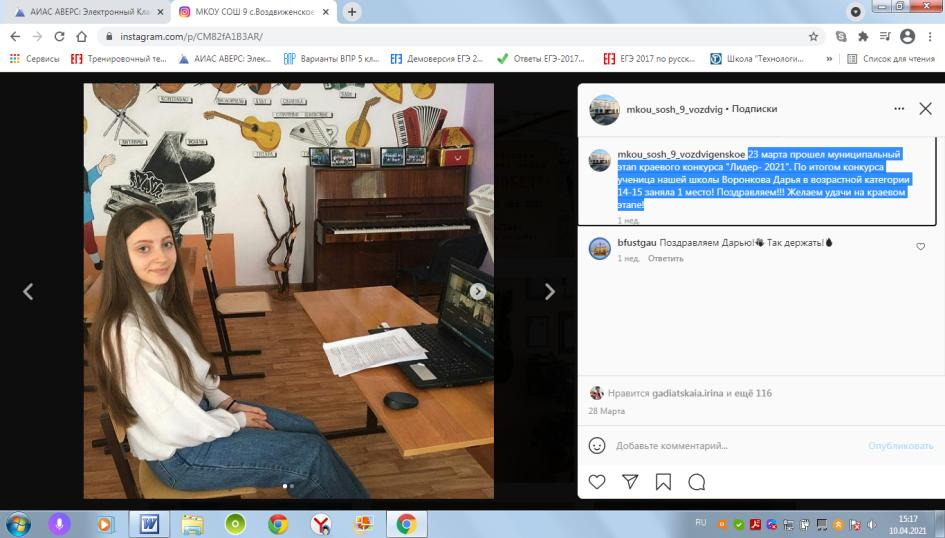 АИАС АВЕРС: Электронный Кла
МКОУ СОШ 9 с.Воздвиженское
instagram.com/p/CM82fA1B3AR/
Сервисы
Тренировочный те...
АИАС АВЕРС: Элек...
Варианты ВПР 5 кл...
Демоверсия ЕГЭ 2...
Ответы ЕГЭ-2017...
ЕГЭ 2017 по русск...
Школа "Технологи...
»
Список для чтения
mkou_sosh_9_vozdvig • Подписки
mkou_sosh_9_vozdvigenskoe 23 марта прошел муниципальный
этап краевого конкурса "Лидер- 2021". По итогом конкурса
ученица нашей школы Воронкова Дарья в возрастной категории
14-15 заняла 1 место! Поздравляем!!! Желаем удачи на краевом
этапе!
1 нед.
bfustgau Поздравляем Дарью! Так держать!
1 нед. Ответить
Нравится gadiatskaia.irina и ещё 116
28 Марта
Добавьте комментарий...
Опубликовать
RU
15:17
10.04.2021